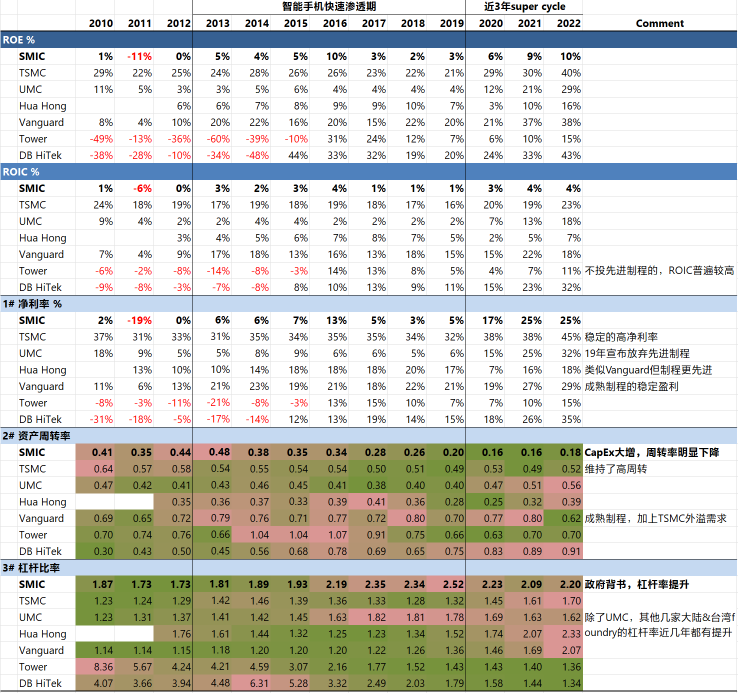 智能手机快速渗透期 近3年super cycle
2010 2011 2012 2013 2014 2015 2016 2017 2018 2019 2020 2021 2022 Comment
ROE %
SMIC 1% -11% 0% 5% 4% 5% 10% 3% 2% 3% 6% 9% 10%
TSMC 29% 22% 25% 24% 28% 26% 26% 23% 22% 21% 29% 30% 40%
UMC 11% 5% 3% 3% 5% 6% 4% 4% 4% 4% 12% 21% 29%
Hua Hong 6% 6% 7% 8% 9% 9% 10% 7% 3% 10% 16%
Vanguard 8% 4% 10% 20% 22% 16% 20% 15% 22% 20% 21% 37% 38%
Tower -49% -13% -36% -60% -39% -10% 31% 24% 12% 7% 6% 10% 15%
DB HiTek -38% -28% -10% -34% -48% 44% 33% 32% 19% 20% 24% 33% 43%
ROIC %
SMIC 1% -6% 0% 3% 2% 3% 4% 1% 1% 1% 3% 4% 4%
TSMC 24% 18% 19% 17% 19% 18% 19% 18% 17% 16% 20% 19% 23%
UMC 9% 4% 2% 2% 4% 4% 2% 2% 2% 2% 7% 13% 18%
Hua Hong 3% 4% 5% 6% 7% 8% 7% 5% 2% 5% 7%
Vanguard 7% 4% 9% 17% 18% 13% 16% 13% 18% 15% 15% 22% 18%
Tower -6% -2% -8% -14% -8% -3% 14% 13% 8% 5% 4% 7% 11% 不投先进制程的，ROIC普遍较高
DB HiTek -9% -8% -3% -7% -8% 8% 10% 13% 9% 11% 15% 23% 32%
1# 净利率 %
SMIC 2% -19% 0% 6% 6% 7% 13% 5% 3% 5% 17% 25% 25%
TSMC 37% 31% 33% 31% 35% 34% 35% 35% 34% 32% 38% 38% 45% 稳定的高净利率
UMC 18% 9% 5% 5% 8% 9% 6% 6% 5% 6% 15% 25% 32% 19年宣布放弃先进制程
Hua Hong 13% 10% 10% 14% 18% 18% 18% 20% 17% 7% 16% 18% 类似Vanguard但制程更先进
Vanguard 11% 6% 13% 21% 23% 19% 21% 18% 22% 21% 19% 27% 29% 成熟制程的稳定盈利
Tower -8% -3% -11% -21% -8% -3% 13% 15% 10% 7% 7% 10% 15%
DB HiTek -31% -18% -5% -17% -14% 12% 13% 19% 14% 15% 18% 26% 35%
2# 资产周转率
SMIC 0.41 0.35 0.44 0.48 0.38 0.35 0.34 0.28 0.26 0.20 0.16 0.16 0.18 CapEx大增，周转率明显下降
TSMC 0.64 0.57 0.58 0.54 0.55 0.54 0.54 0.50 0.51 0.49 0.53 0.49 0.52 维持了高周转
UMC 0.47 0.42 0.41 0.43 0.46 0.45 0.41 0.38 0.40 0.40 0.47 0.51 0.56
Hua Hong 0.35 0.36 0.37 0.33 0.39 0.41 0.36 0.28 0.25 0.32 0.39
Vanguard 0.69 0.65 0.72 0.79 0.76 0.71 0.77 0.72 0.80 0.70 0.77 0.80 0.62 成熟制程，加上TSMC外溢需求
Tower 0.70 0.74 0.76 0.66 1.04 1.04 1.07 0.91 0.75 0.66 0.63 0.70 0.70
DB HiTek 0.30 0.43 0.50 0.45 0.56 0.68 0.78 0.69 0.65 0.75 0.83 0.89 0.91
3# 杠杆比率
SMIC 1.87 1.73 1.73 1.81 1.89 1.93 2.19 2.35 2.34 2.52 2.23 2.09 2.20 政府背书，杠杆率提升
TSMC 1.23 1.24 1.29 1.42 1.46 1.39 1.36 1.33 1.28 1.32 1.45 1.61 1.70
UMC 1.23 1.31 1.37 1.41 1.42 1.45 1.63 1.82 1.81 1.78 1.69 1.63 1.62 除了UMC，其他几家大陆&台湾f
Hua Hong 1.76 1.61 1.44 1.32 1.25 1.23 1.34 1.52 1.74 2.07 2.33 oundry的杠杆率近几年都有提升
Vanguard 1.14 1.14 1.15 1.18 1.20 1.20 1.20 1.22 1.26 1.36 1.46 1.69 2.07
Tower 8.36 5.67 4.24 4.21 4.59 3.07 2.16 1.77 1.52 1.43 1.43 1.40 1.36
DB HiTek 4.07 3.66 3.94 4.48 6.31 5.28 3.32 2.49 2.03 1.79 1.58 1.44 1.34